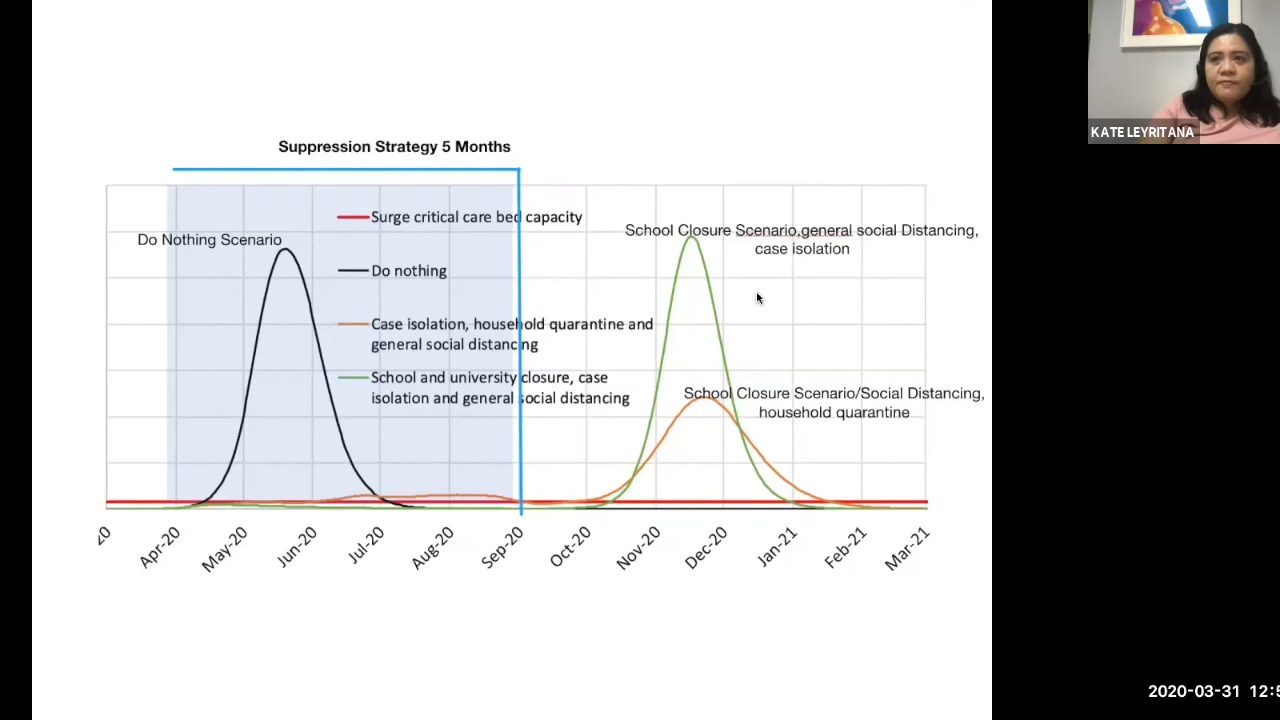 KATE LEYRITANA
Suppression Strategy 5 Months
Surge critical care bed capacity
Do Nothing Scenario
School Closure Scenario,general social Distancing,
case isolation
Do nothing
Case isolation, household quarantine and
general social distancing
School and university closure, case
isolation and general social distancing
School Closure Scenario/Social Distancing,
household quarantine
Apr-20
May-20
Jun-20
Jul-20
Aug-20
Sep-20
Oct-20
Nov-20
Dec-20
Jan-21
Feb-21
Mar-21
2020-03-31